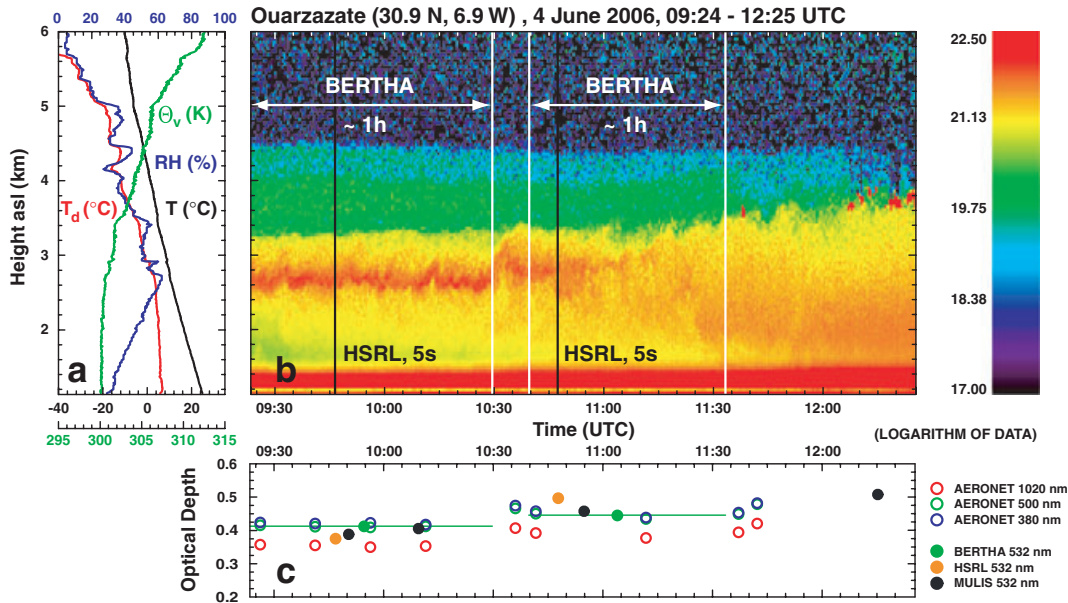 Ouarzazate (30.9 N, 6.9 W) , 4 June 2006, 09:24 - 12:25 UTC
0 20 40 60 80 100
Height asl (km)
6
5
4
3
2
Θv (K)
RH (%)
Td (°C)
T (°C)
a
-40 -20 0 20
295 300 305 310 315
BERTHA
~ 1h
BERTHA
~ 1h
HSRL, 5s
HSRL, 5s
b
22.50
21.13
19.75
18.38
17.00
09:30 10:00 10:30 11:00 11:30 12:00
Time (UTC)
(LOGARITHM OF DATA)
09:30 10:00 10:30 11:00 11:30 12:00
Optical Depth
0.6
0.5
0.4
0.3
0.2
c
AERONET 1020 nm
AERONET 500 nm
AERONET 380 nm
BERTHA 532 nm
HSRL 532 nm
MULIS 532 nm